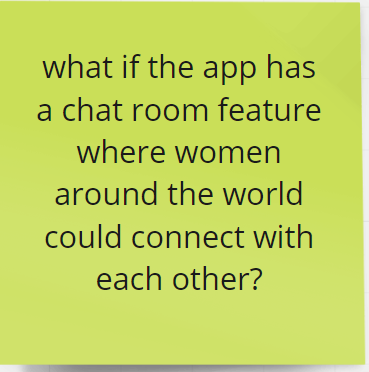 what if the app has
a chat room feature
where women
around the world
could connect with
each other?